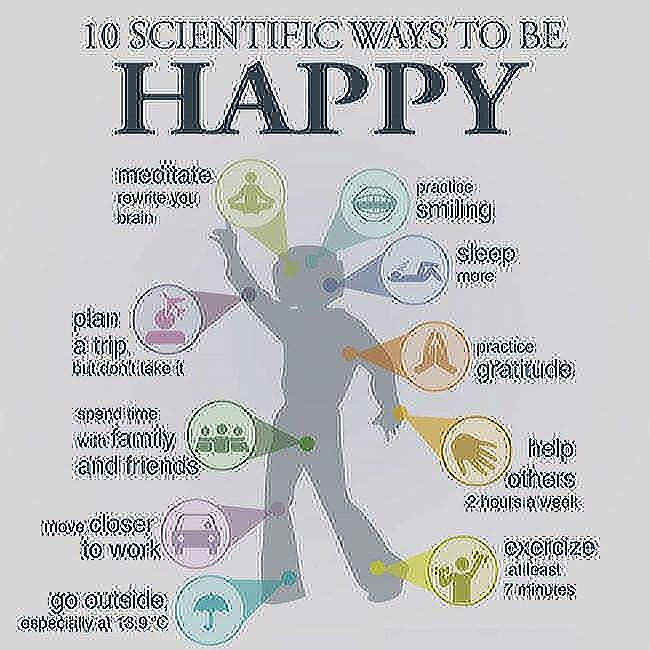 10 SCIENTIFIC WAYS TO BE
HAPPY
meditate
rewrite you
brain
practice
smiling
sleep
more
plan
a trip,
but don't take it
practice
gratitude
spend time
with family
and friends
help
others
2 hours a week
move closer
to work
exercize
at least
7 minutes
go outside,
especially at 13.9 °C